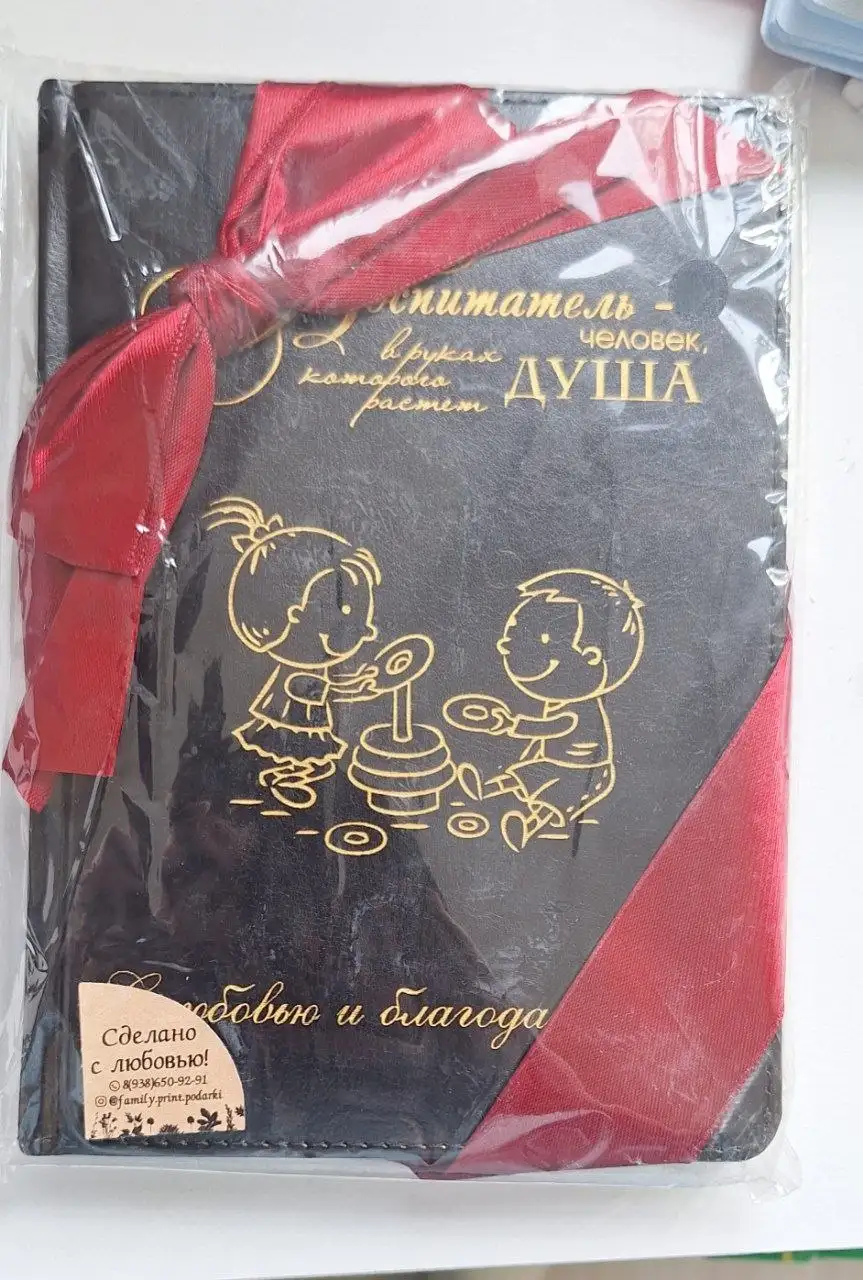 Воспитатель -
человек,
в руках
которого
растет
ДУША
С любовью и благода
Сделано
с любовью!
8(938)650-92-91
@family.print.podarki